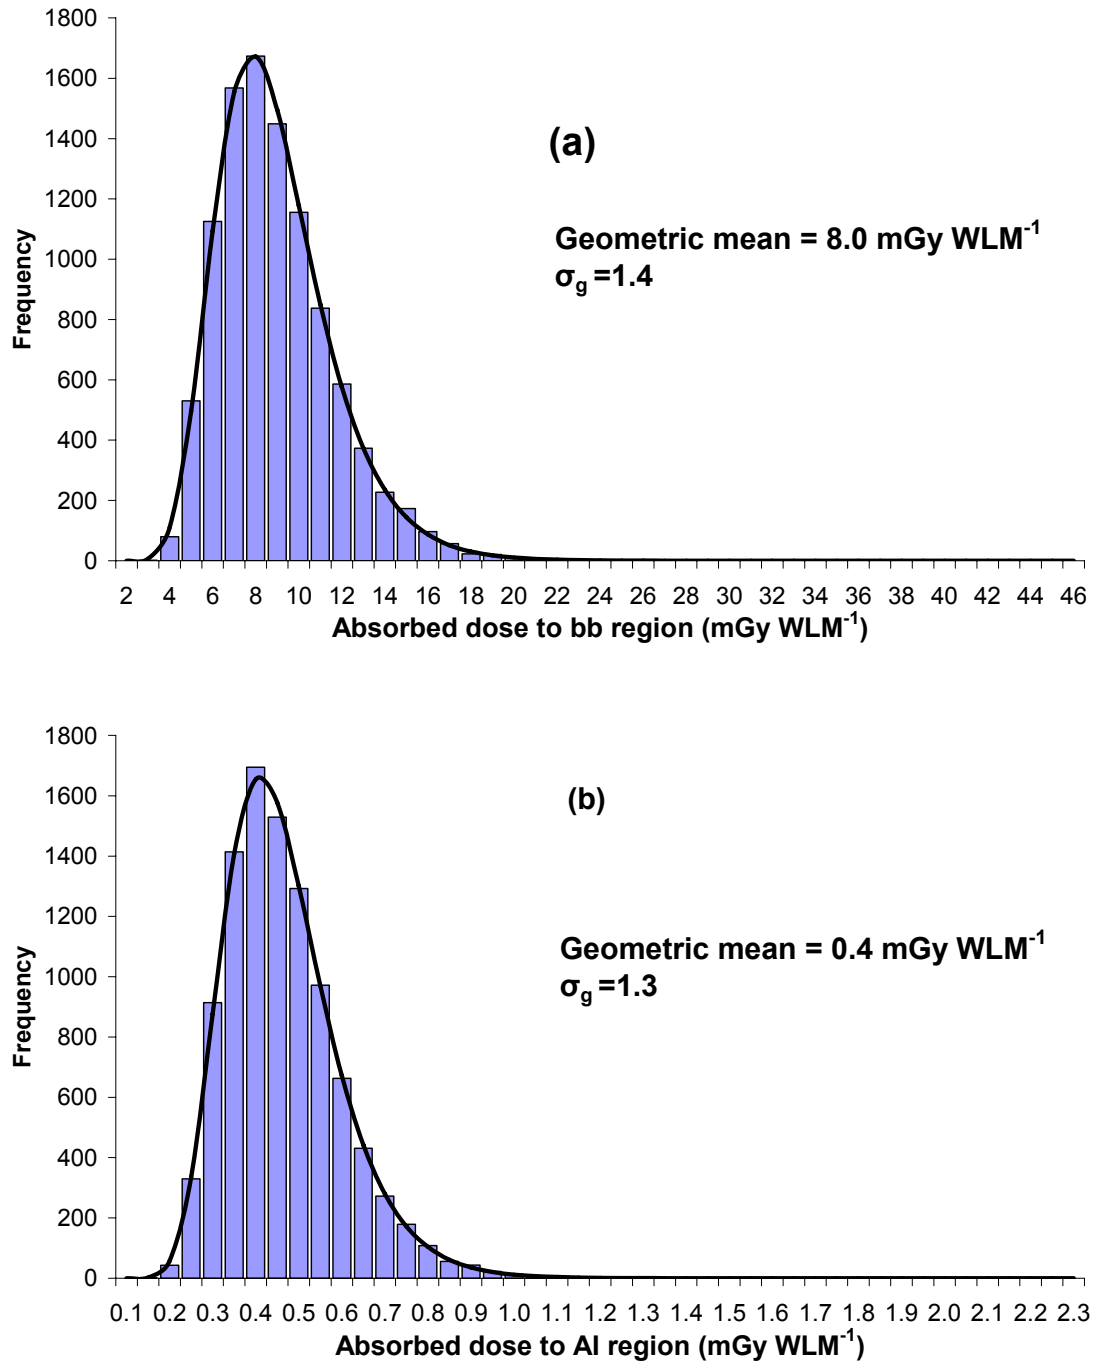 1800
1600
1400
1200
1000
800
600
400
200
0
Frequency
(a)
Geometric mean = 8.0 mGy WLM⁻¹
σg =1.4
2 4 6 8 10 12 14 16 18 20 22 24 26 28 30 32 34 36 38 40 42 44 46
Absorbed dose to bb region (mGy WLM⁻¹)
1800
1600
1400
1200
1000
800
600
400
200
0
Frequency
(b)
Geometric mean = 0.4 mGy WLM⁻¹
σg =1.3
0.1 0.2 0.3 0.4 0.5 0.6 0.7 0.8 0.9 1.0 1.1 1.2 1.3 1.4 1.5 1.6 1.7 1.8 1.9 2.0 2.1 2.2 2.3
Absorbed dose to AI region (mGy WLM⁻¹)